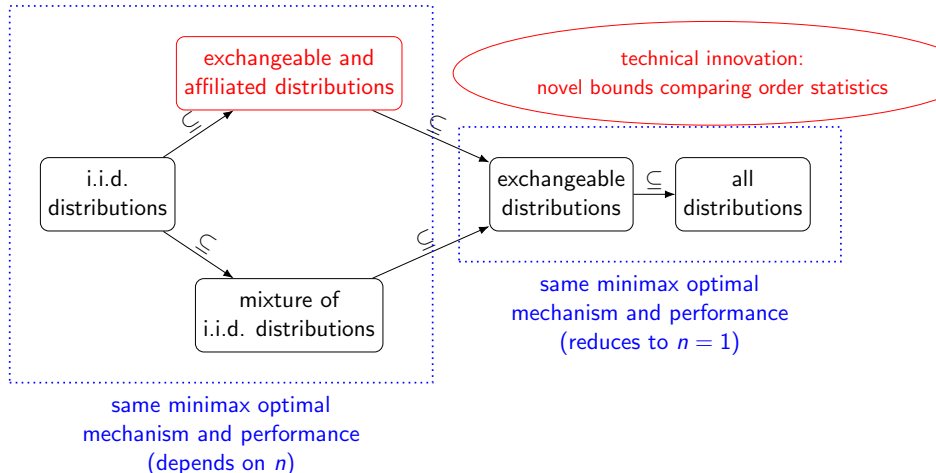 exchangeable and
affiliated distributions
technical innovation:
novel bounds comparing order statistics
⊆
⊆
i.i.d.
distributions
exchangeable
distributions
⊆
all
distributions
⊆
⊆
mixture of
i.i.d. distributions
same minimax optimal
mechanism and performance
(reduces to n = 1)
same minimax optimal
mechanism and performance
(depends on n)